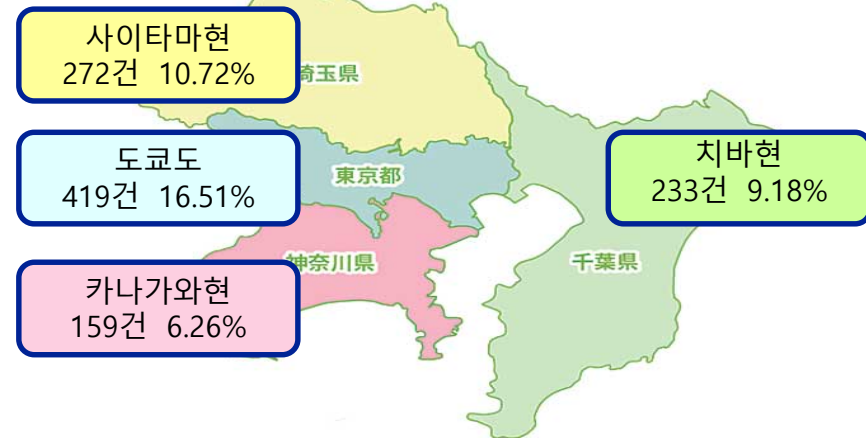 사이타마현
272건 10.72%
埼玉県
도쿄도
419건 16.51%
東京都
치바현
233건 9.18%
카나가와현
159건 6.26%
神奈川県
千葉県